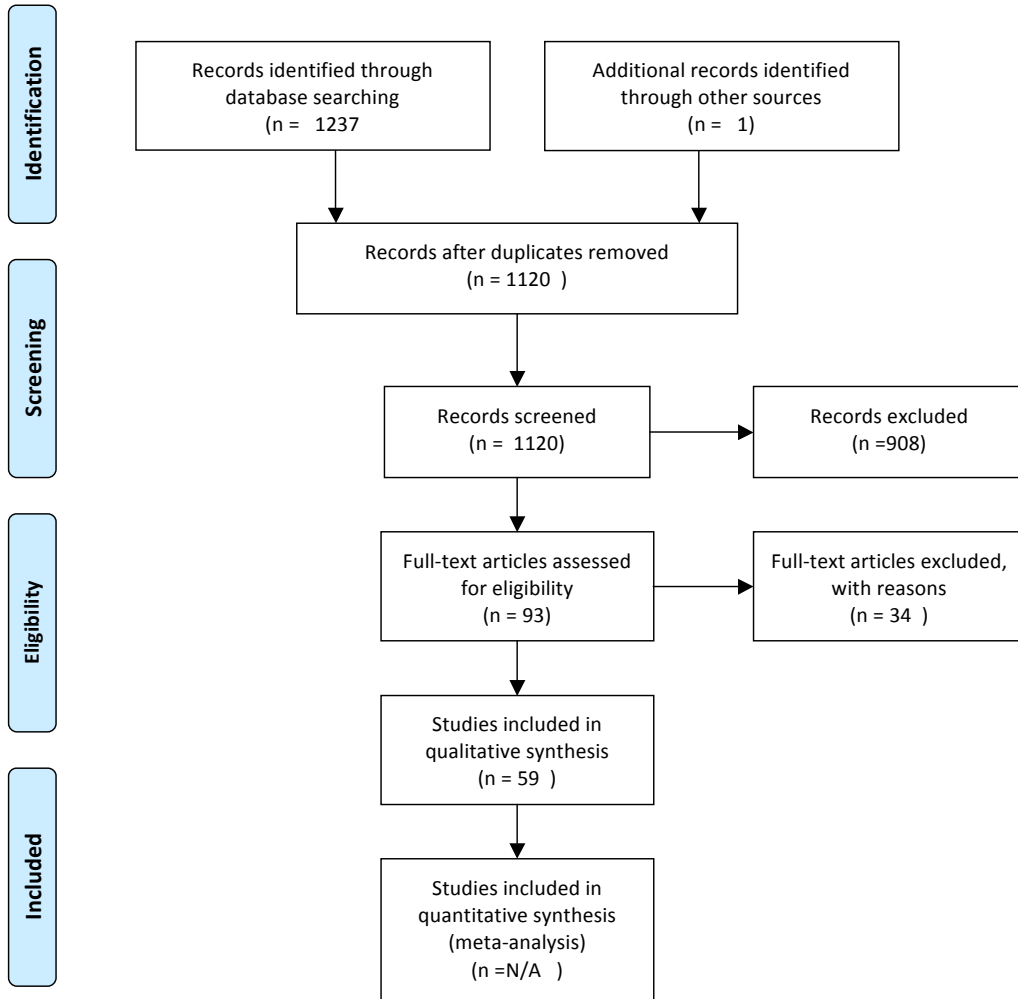 Identification
Records identified through
database searching
(n = 1237
Additional records identified
through other sources
(n = 1)
Records after duplicates removed
(n = 1120 )
Screening
Records screened
(n = 1120)
Records excluded
(n =908)
Eligibility
Full-text articles assessed
for eligibility
(n = 93)
Full-text articles excluded,
with reasons
(n = 34 )
Studies included in
qualitative synthesis
(n = 59 )
Included
Studies included in
quantitative synthesis
(meta-analysis)
(n =N/A )